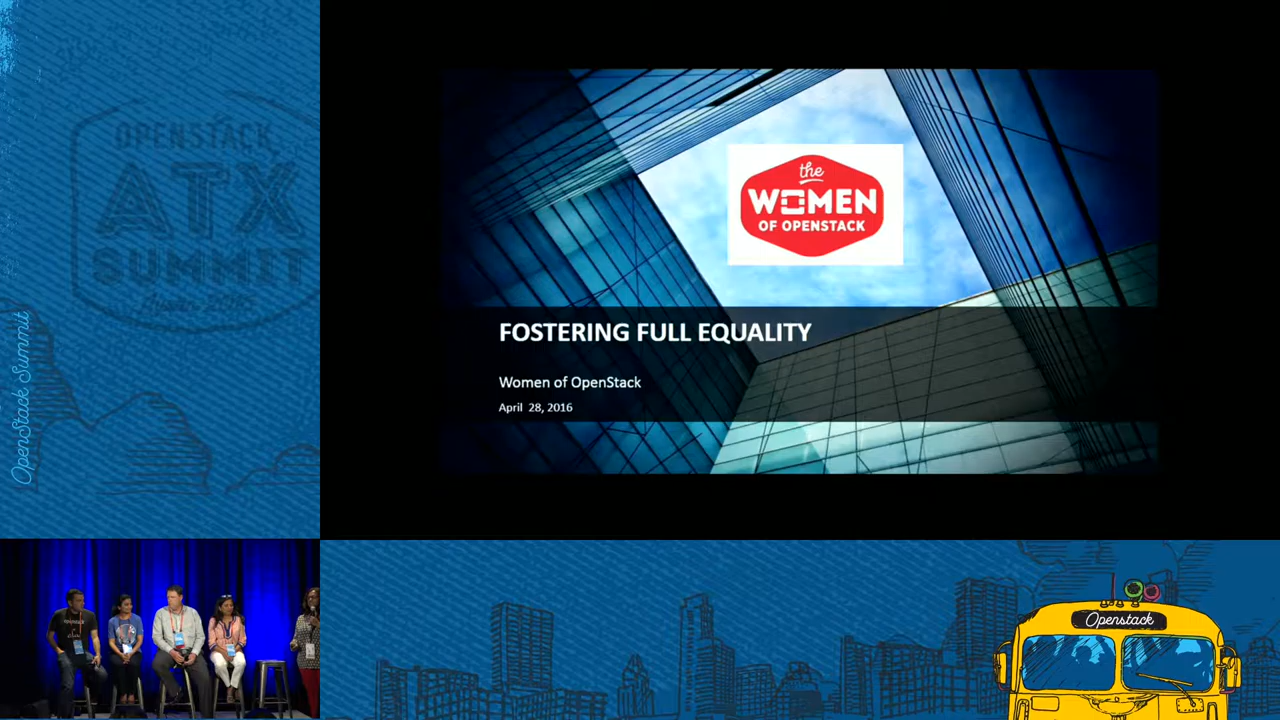 OPENSTACK
ATX
SUMMIT
OpenStack Summit
the
WOMEN
OF OPENSTACK
FOSTERING FULL EQUALITY
Women of OpenStack
April 28, 2016
Openstack